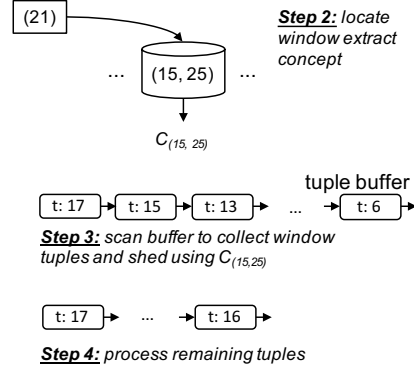 (21)
Step 2: locate
window extract
concept
... (15, 25) ...
C(15, 25)
tuple buffer
t: 17 t: 15 t: 13 ... t: 6
Step 3: scan buffer to collect window
tuples and shed using C(15,25)
t: 17 ... t: 16
Step 4: process remaining tuples